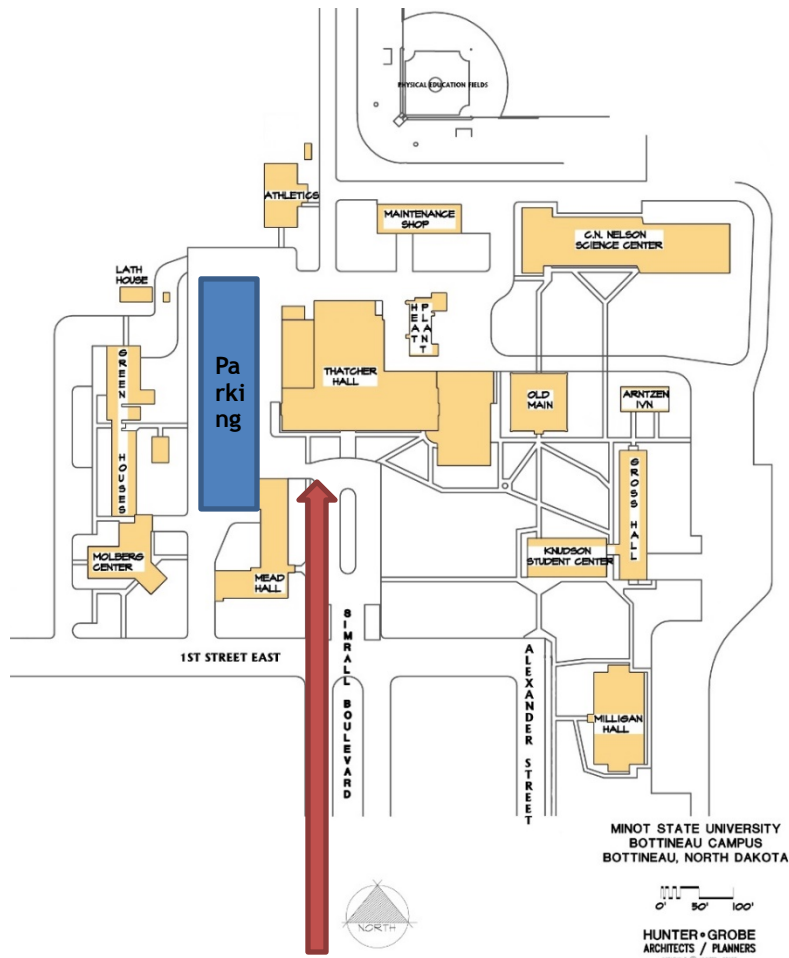 PHYSICAL EDUCATION FIELDS
ATHLETICS
MAINTENANCE
SHOP
C.N. NELSON
SCIENCE CENTER
LATH
HOUSE
HEAT
PLANT
Pa
rki
ng
GREEN
HOUSES
THATCHER
HALL
OLD
MAIN
ARNTZEN
IVN
GROSS HALL
MOLBERG
CENTER
MEAD
HALL
KNUDSON
STUDENT CENTER
1ST STREET EAST
SIMRALL BOULEVARD
ALEXANDER STREET
MILLIGAN
HALL
MINOT STATE UNIVERSITY
BOTTINEAU CAMPUS
BOTTINEAU, NORTH DAKOTA
NORTH
0' 50' 100'
HUNTER•GROBE
ARCHITECTS / PLANNERS